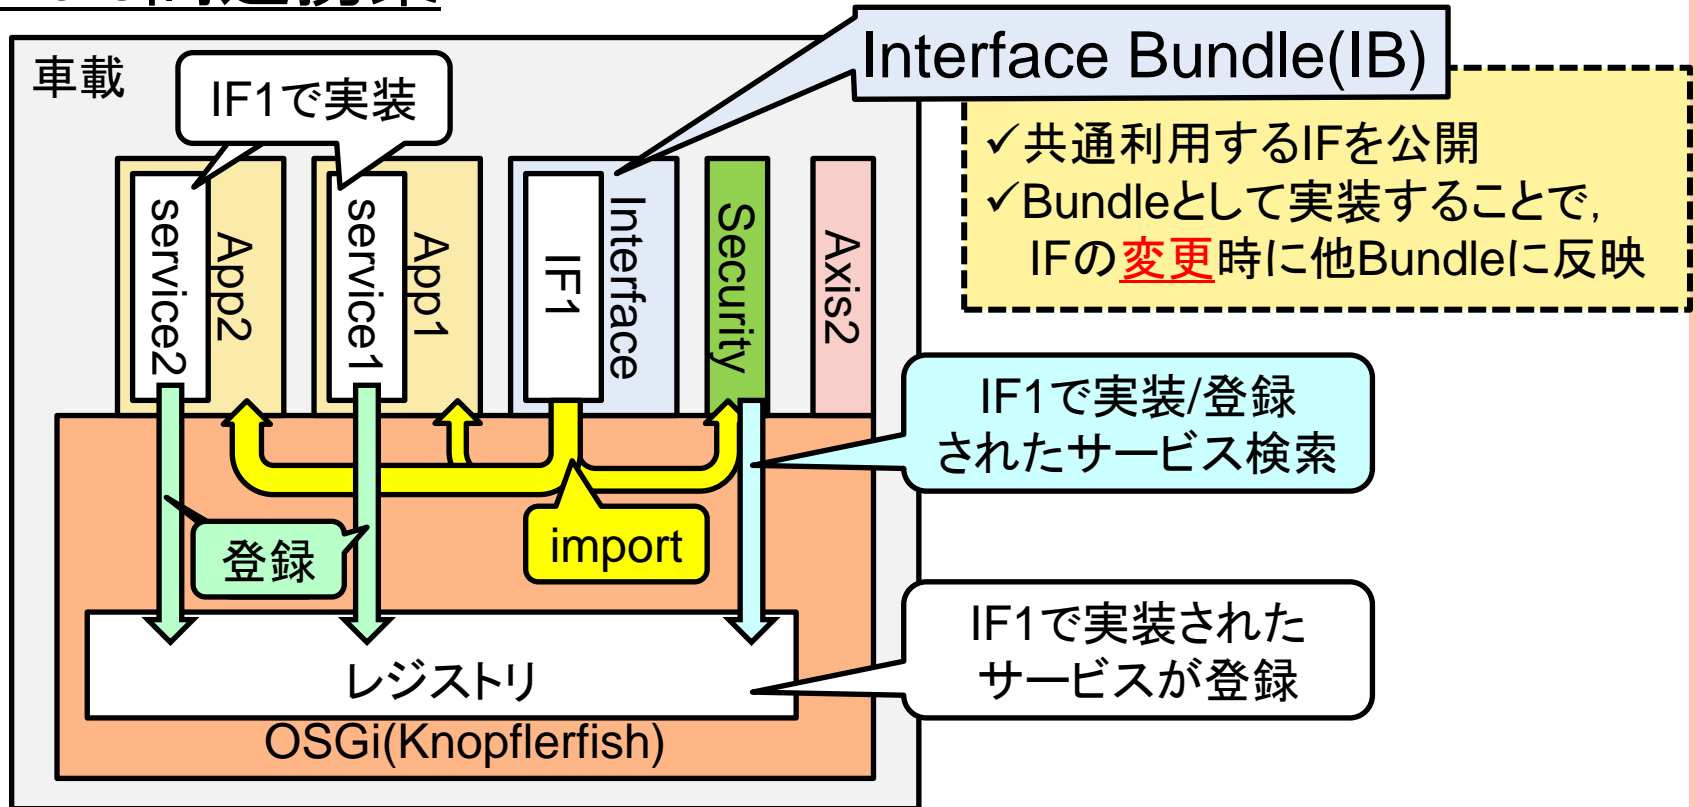 車載
IF1で実装
Interface Bundle(IB)
✓共通利用するIFを公開
✓Bundleとして実装することで,
IFの変更時に他Bundleに反映
service2
App2
service1
App1
IF1
Interface
Security
Axis2
IF1で実装/登録
されたサービス検索
登録
import
IF1で実装された
サービスが登録
レジストリ
OSGi(Knopflerfish)